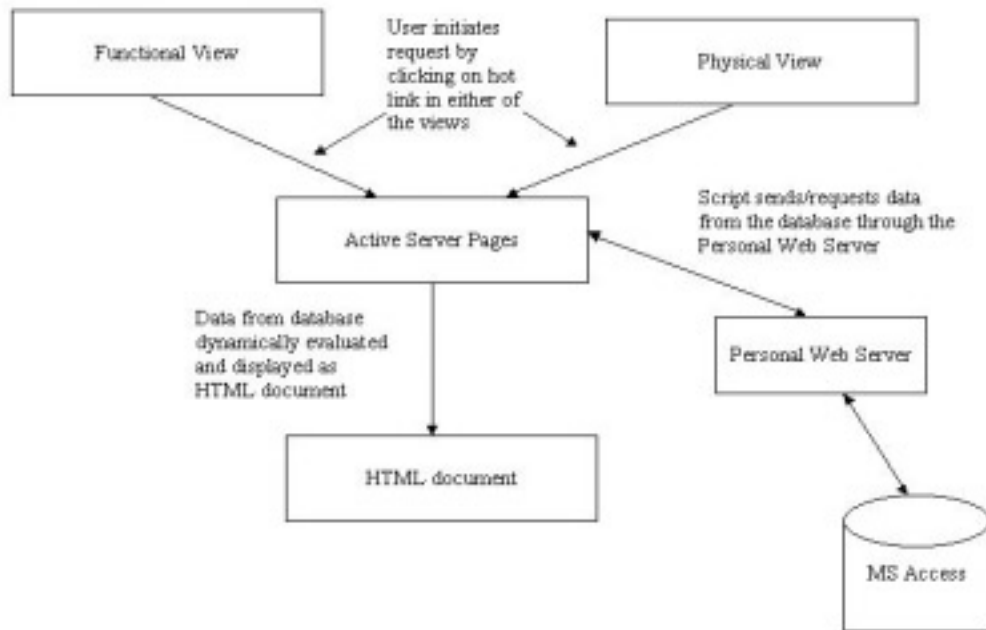 Functional View
User initiates
request by
clicking on hot
link in either of
the views
Physical View
Active Server Pages
Script sends/requests data
from the database through the
Personal Web Server
Data from database
dynamically evaluated
and displayed as
HTML document
Personal Web Server
HTML document
MS Access